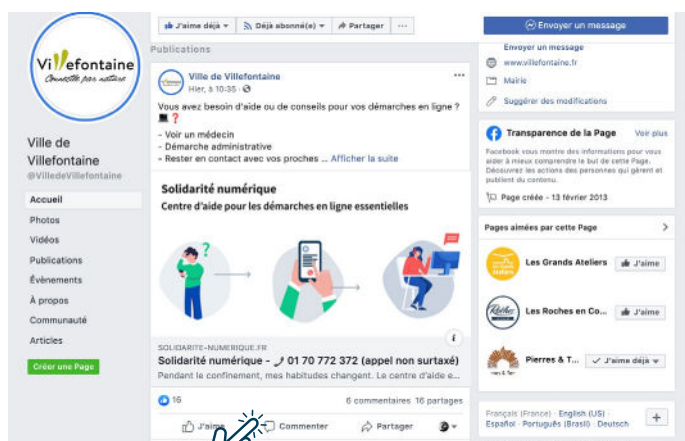 J'aime déjà
Déjà abonné(e)
Partager
Envoyer un message
Publications
Villefontaine
Connectée par nature
Ville de
Villefontaine
@VilledeVillefontaine
Accueil
Photos
Vidéos
Publications
Évènements
À propos
Communauté
Articles
Créer une Page
Ville de Villefontaine
Hier, à 10:35
Vous avez besoin d'aide ou de conseils pour vos démarches en ligne ?
- Voir un médecin
- Démarche administrative
- Rester en contact avec vos proches ... Afficher la suite
Solidarité numérique
Centre d'aide pour les démarches en ligne essentielles
SOLIDARITE-NUMERIQUE.FR
Solidarité numérique - 01 70 772 372 (appel non surtaxé)
Pendant le confinement, mes habitudes changent. Le centre d'aide e...
16
6 commentaires 16 partages
J'aime
Commenter
Partager
Envoyer un message
www.villefontaine.fr
Mairie
Suggérer des modifications
Transparence de la Page Voir plus
Facebook vous montre des informations pour vous
aider à mieux comprendre le but de cette Page.
Découvrez les actions des personnes qui gèrent et
publient du contenu.
Page créée - 13 février 2013
Pages aimées par cette Page
Les Grands Ateliers J'aime
Les Roches en Co... J'aime
Pierres & T... J'aime déjà
Français (France) · English (US) ·
Español · Português (Brasil) · Deutsch